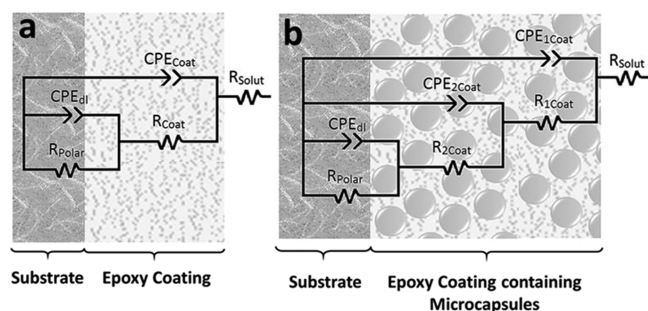 a
CPECoat
RSolut
CPEdl
RCoat
RPolar
Substrate
Epoxy Coating
b
CPE1Coat
RSolut
CPE2Coat
R1Coat
CPEdl
R2Coat
RPolar
Substrate
Epoxy Coating containing
Microcapsules